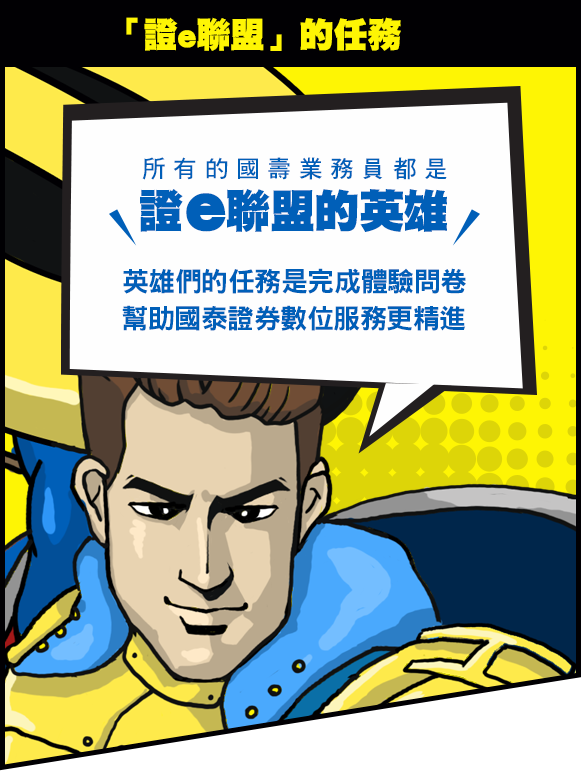 「證e聯盟」的任務
所有的國壽業務員都是
證e聯盟的英雄
英雄們的任務是完成體驗問卷
幫助國泰證券數位服務更精進